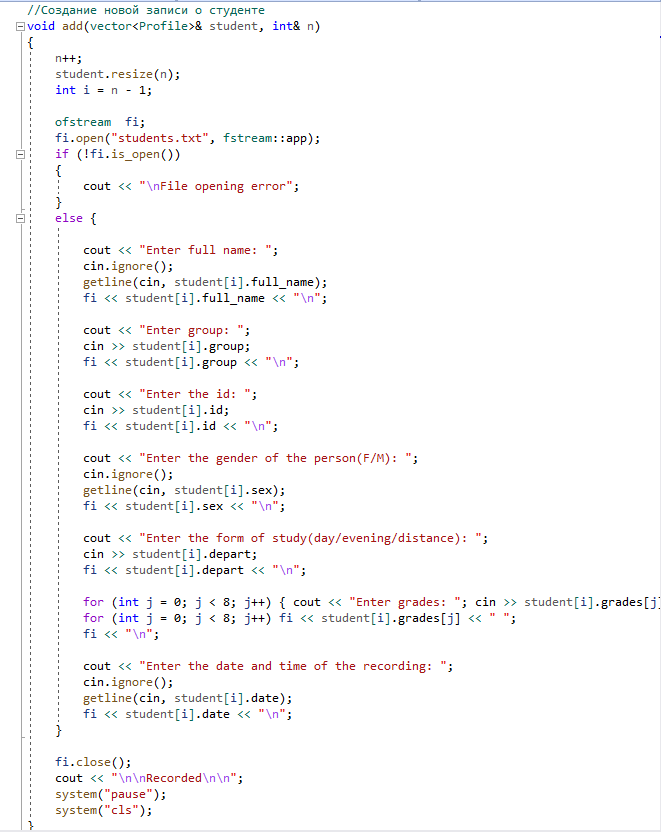 //Создание новой записи о студенте
void add(vector<Profile>& student, int& n)
{
    n++;
    student.resize(n);
    int i = n - 1;

    ofstream  fi;
    fi.open("students.txt", fstream::app);
    if (!fi.is_open())
    {
        cout << "\nFile opening error";
    }
    else {

        cout << "Enter full name: ";
        cin.ignore();
        getline(cin, student[i].full_name);
        fi << student[i].full_name << "\n";

        cout << "Enter group: ";
        cin >> student[i].group;
        fi << student[i].group << "\n";

        cout << "Enter the id: ";
        cin >> student[i].id;
        fi << student[i].id << "\n";

        cout << "Enter the gender of the person(F/M): ";
        cin.ignore();
        getline(cin, student[i].sex);
        fi << student[i].sex << "\n";

        cout << "Enter the form of study(day/evening/distance): ";
        cin >> student[i].depart;
        fi << student[i].depart << "\n";

        for (int j = 0; j < 8; j++) { cout << "Enter grades: "; cin >> student[i].grades[j]
        for (int j = 0; j < 8; j++) fi << student[i].grades[j] << " ";
        fi << "\n";

        cout << "Enter the date and time of the recording: ";
        cin.ignore();
        getline(cin, student[i].date);
        fi << student[i].date << "\n";
    }

    fi.close();
    cout << "\n\nRecorded\n\n";
    system("pause");
    system("cls");
}